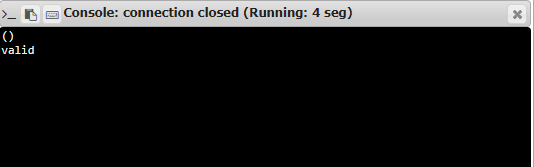 >_ Console: connection closed (Running: 4 seg)
()
valid